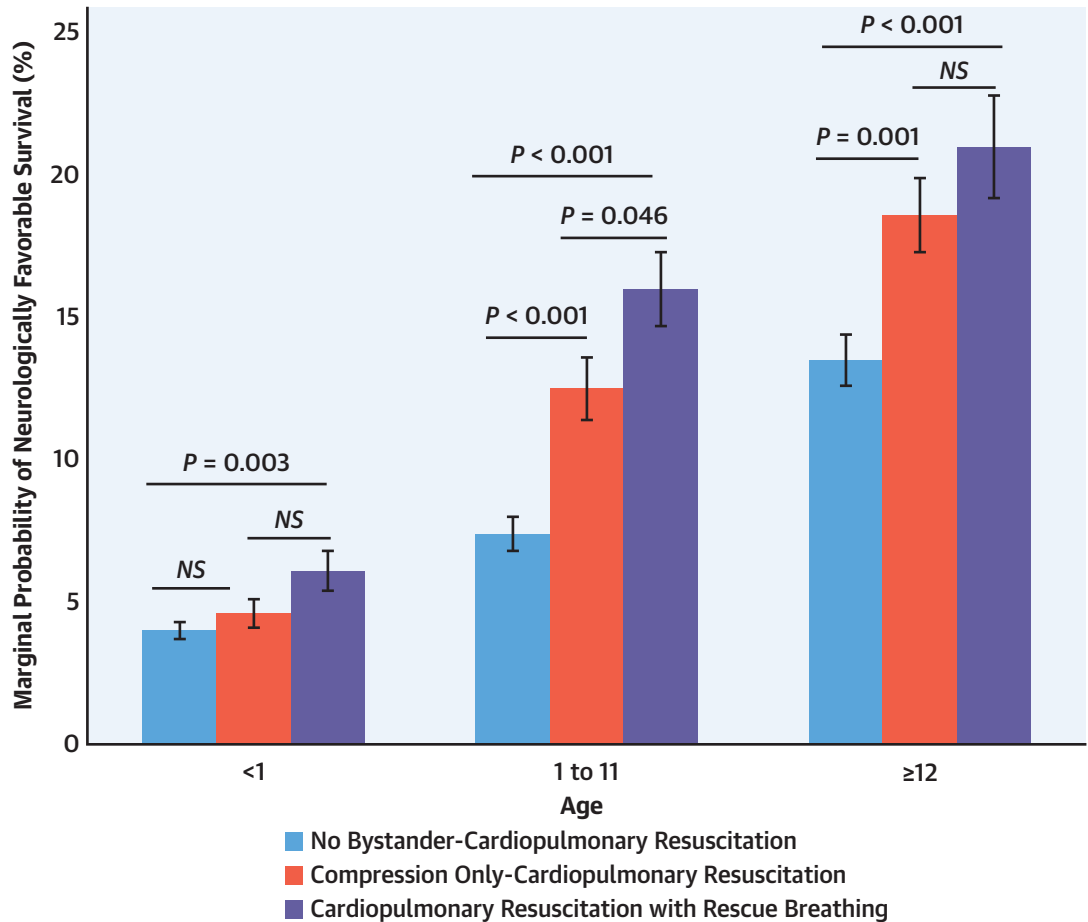 Marginal Probability of Neurologically Favorable Survival (%)
25
20
15
10
5
0
P = 0.003
NS
NS
P < 0.001
P = 0.046
P < 0.001
P < 0.001
NS
P = 0.001
<1
1 to 11
≥12
Age
No Bystander-Cardiopulmonary Resuscitation
Compression Only-Cardiopulmonary Resuscitation
Cardiopulmonary Resuscitation with Rescue Breathing